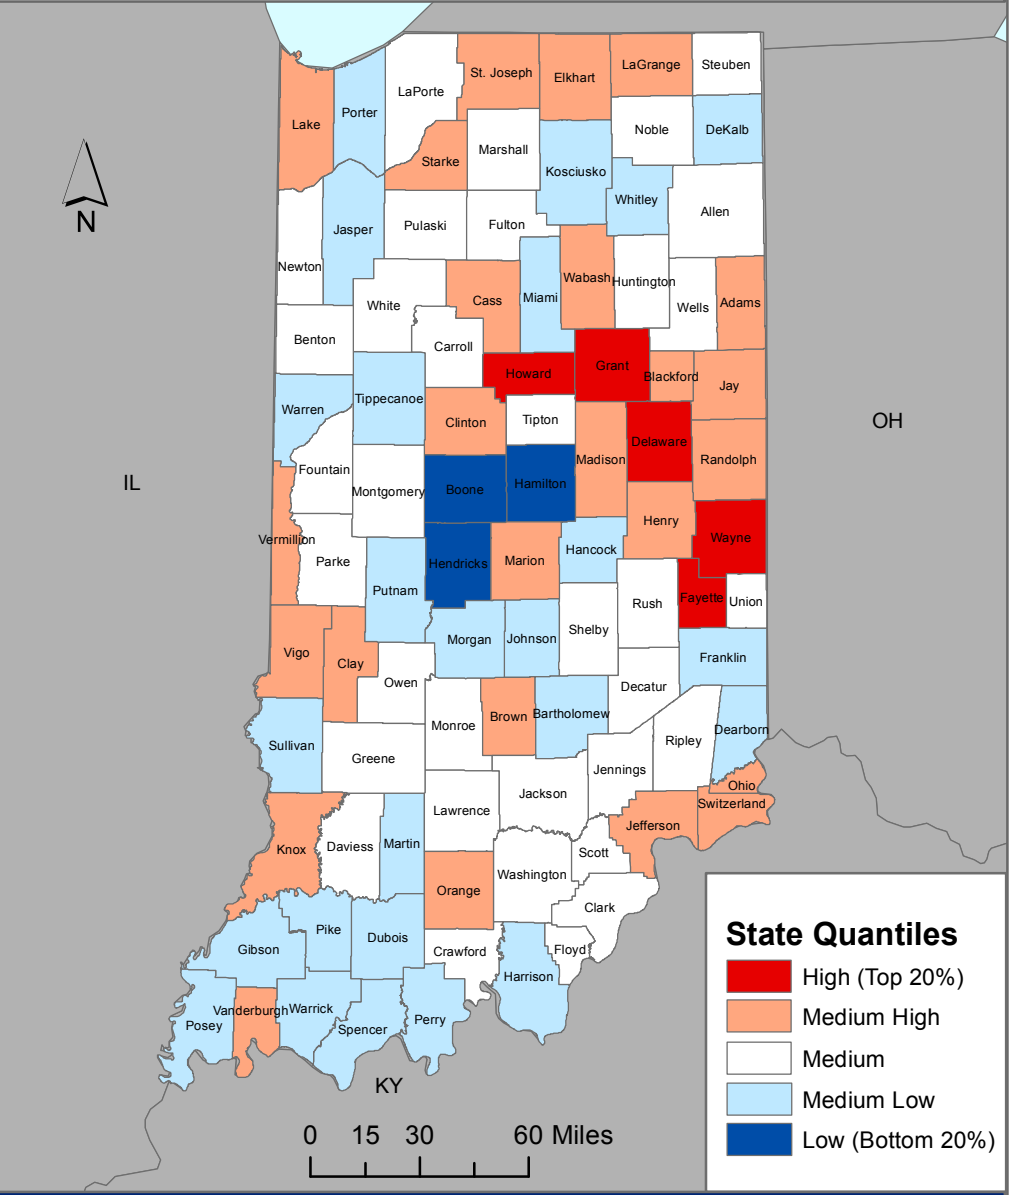 St. Joseph
LaGrange
Steuben
Elkhart
LaPorte
Porter
Lake
Noble
DeKalb
Marshall
Starke
Kosciusko
Whitley
Allen
Jasper
Pulaski
Fulton
Newton
Wabash
Huntington
Miami
Cass
White
Wells
Adams
Benton
Carroll
Howard
Grant
Blackford
Jay
Tippecanoe
Warren
Clinton
Tipton
OH
Delaware
Madison
Randolph
Fountain
IL
Montgomery
Boone
Hamilton
Henry
Vermillion
Wayne
Hancock
Parke
Hendricks
Marion
Putnam
Fayette
Union
Rush
Shelby
Morgan
Johnson
Vigo
Clay
Franklin
Owen
Decatur
Brown
Bartholomew
Monroe
Dearborn
Sullivan
Ripley
Greene
Jennings
Ohio
Jackson
Switzerland
Lawrence
Jefferson
Martin
Knox
Daviess
Scott
Washington
Orange
Clark
Pike
Dubois
Gibson
Crawford
Floyd
Harrison
Vanderburgh
Warrick
Posey
Spencer
Perry
KY
N
0 15 30 60 Miles
State Quantiles
High (Top 20%)
Medium High
Medium
Medium Low
Low (Bottom 20%)